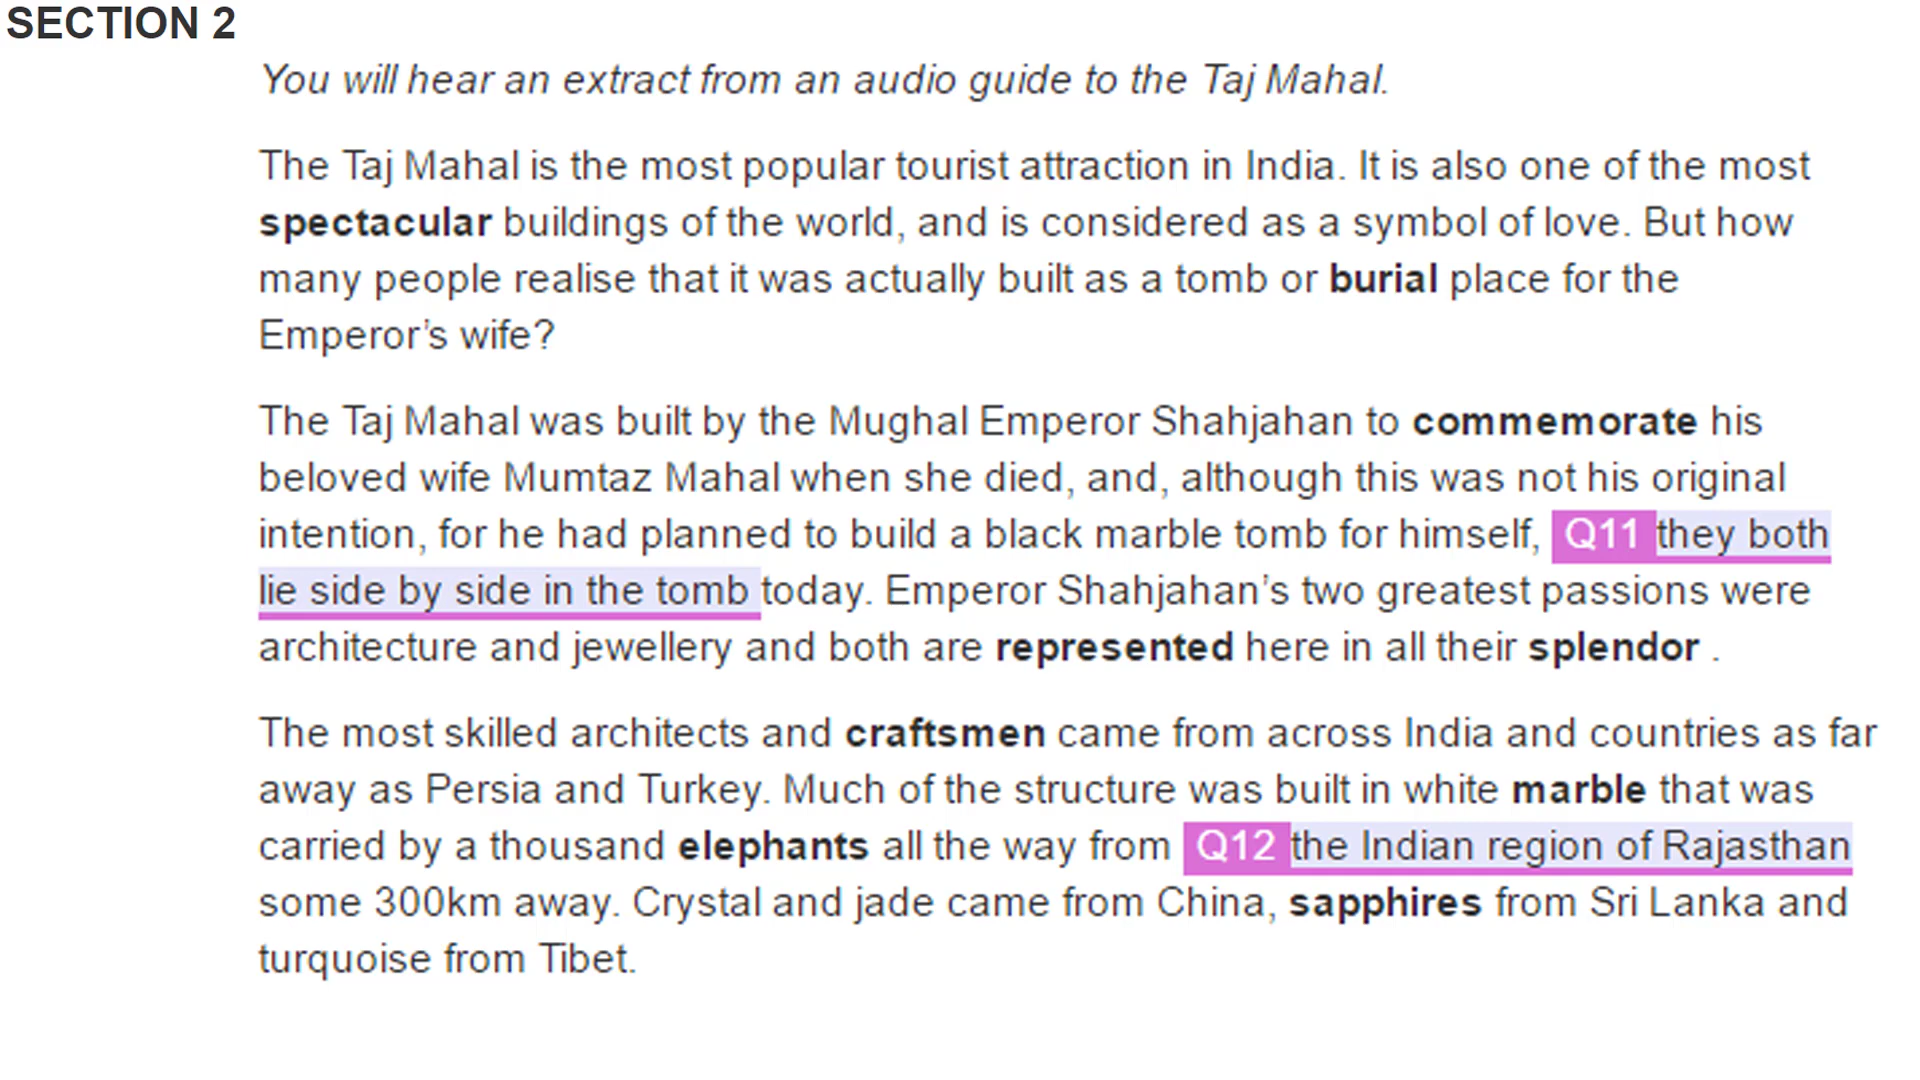 SECTION 2
You will hear an extract from an audio guide to the Taj Mahal.
The Taj Mahal is the most popular tourist attraction in India. It is also one of the most
spectacular buildings of the world, and is considered as a symbol of love. But how
many people realise that it was actually built as a tomb or burial place for the
Emperor’s wife?
The Taj Mahal was built by the Mughal Emperor Shahjahan to commemorate his
beloved wife Mumtaz Mahal when she died, and, although this was not his original
intention, for he had planned to build a black marble tomb for himself, Q11 they both
lie side by side in the tomb today. Emperor Shahjahan’s two greatest passions were
architecture and jewellery and both are represented here in all their splendor .
The most skilled architects and craftsmen came from across India and countries as far
away as Persia and Turkey. Much of the structure was built in white marble that was
carried by a thousand elephants all the way from Q12 the Indian region of Rajasthan
some 300km away. Crystal and jade came from China, sapphires from Sri Lanka and
turquoise from Tibet.